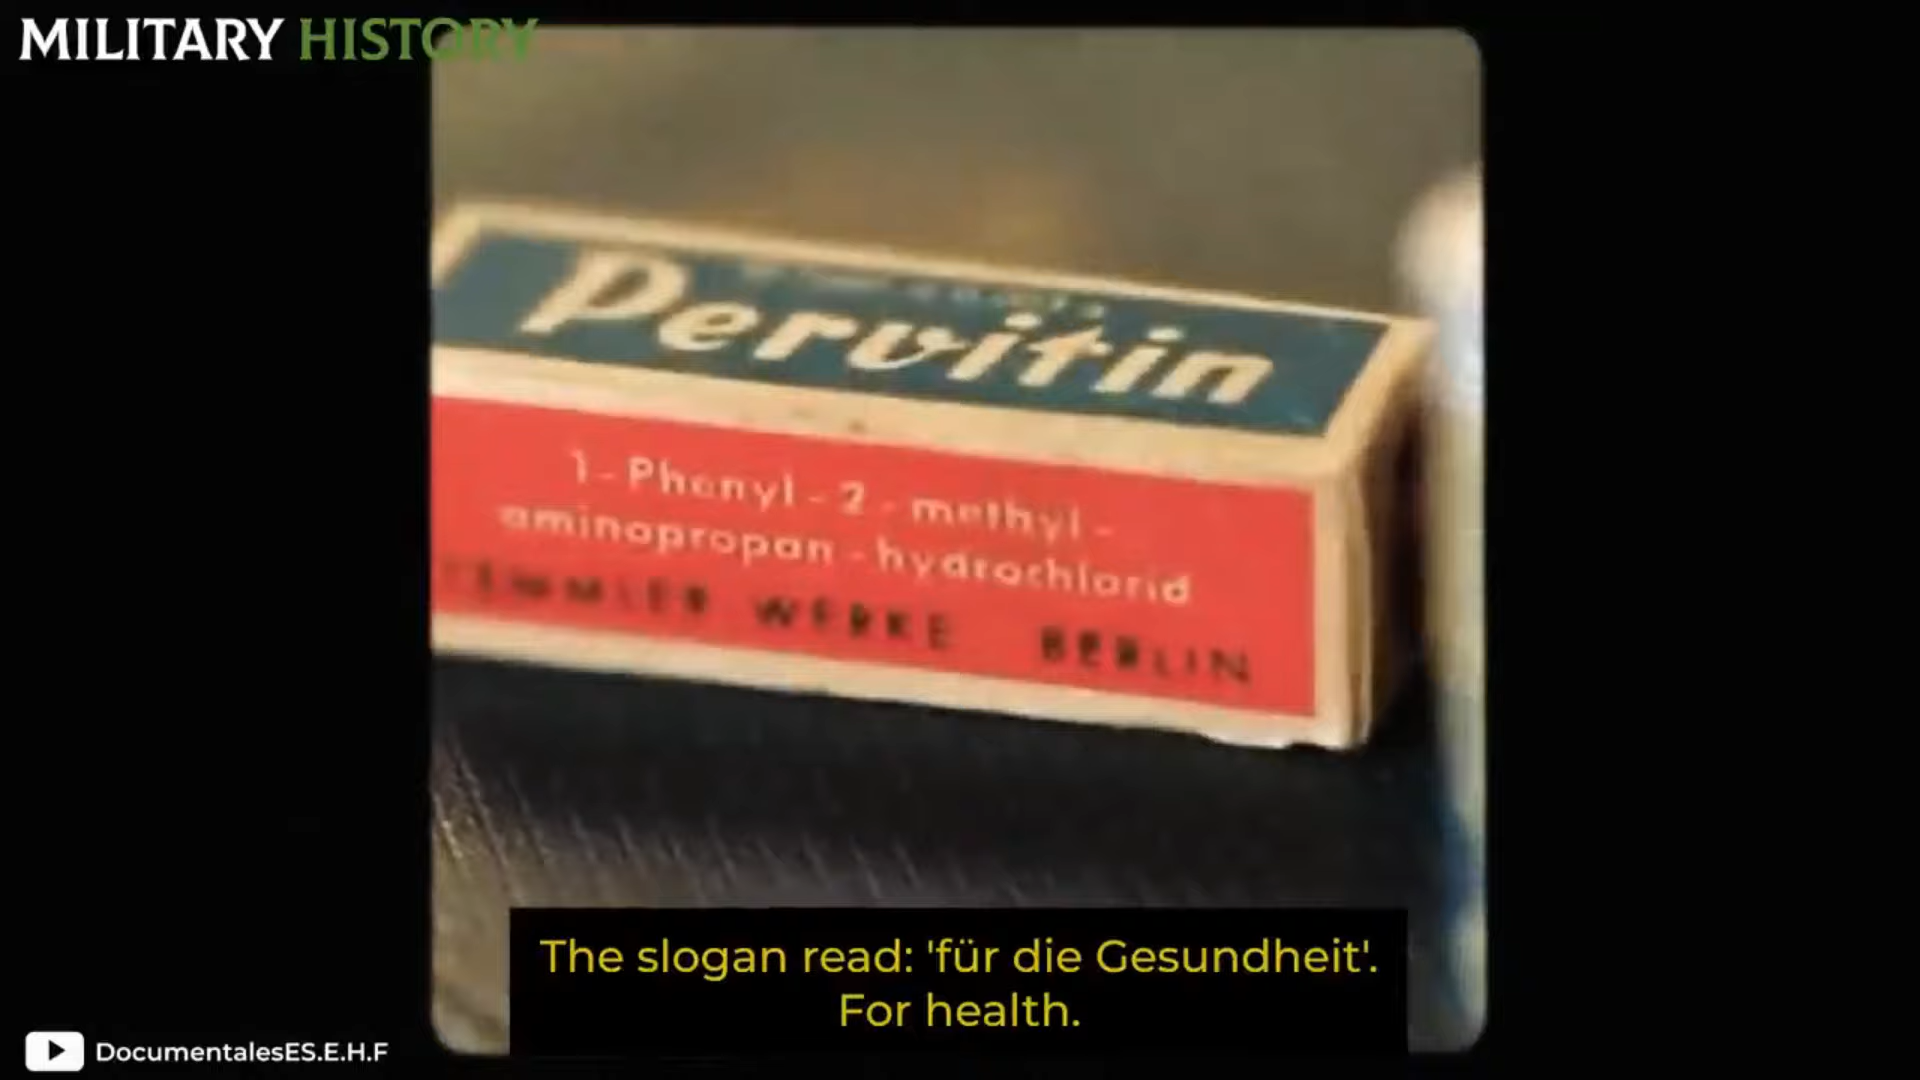 MILITARY HISTORY
Pervitin
1-Phenyl-2-methyl-
aminopropan-hydrochlorid
TEMMLER WERKE BERLIN
The slogan read: 'für die Gesundheit'.
For health.
DocumentalesES.E.H.F